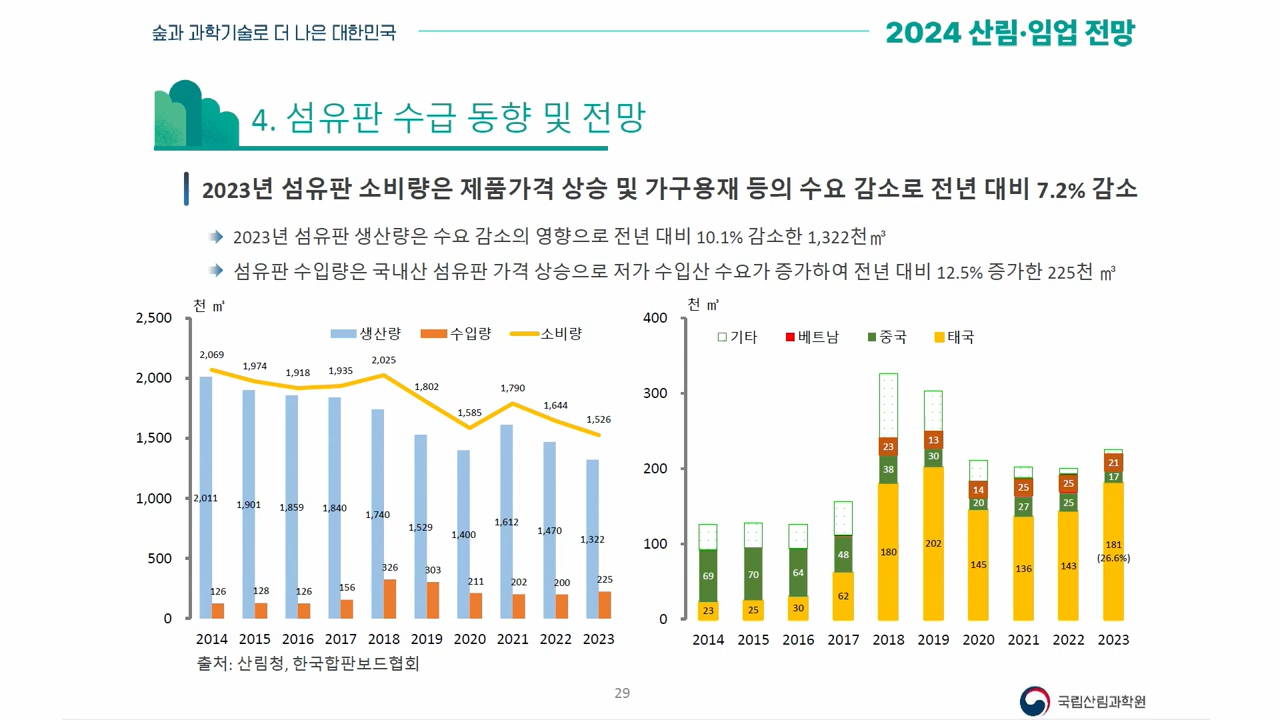 숲과 과학기술로 더 나은 대한민국
2024 산림·임업 전망
4. 섬유판 수급 동향 및 전망
2023년 섬유판 소비량은 제품가격 상승 및 가구용재 등의 수요 감소로 전년 대비 7.2% 감소
2023년 섬유판 생산량은 수요 감소의 영향으로 전년 대비 10.1% 감소한 1,322천㎥
섬유판 수입량은 국내산 섬유판 가격 상승으로 저가 수입산 수요가 증가하여 전년 대비 12.5% 증가한 225천 ㎥
천 ㎥
생산량 수입량 소비량
2,500
2,000
1,500
1,000
500
0
2,069 1,974 1,918 1,935 2,025 1,802 1,585 1,790 1,644 1,526
2,011 1,901 1,859 1,840 1,740 1,529 1,400 1,612 1,470 1,322
126 128 126 156 326 303 211 202 200 225
2014 2015 2016 2017 2018 2019 2020 2021 2022 2023
출처: 산림청, 한국합판보드협회
천 ㎥
기타 베트남 중국 태국
400
300
200
100
0
23 13 14 25 25 21
69 70 64 48 38 30 20 27 25 17
23 25 30 62 180 202 145 136 143 181
(26.6%)
2014 2015 2016 2017 2018 2019 2020 2021 2022 2023
29
국립산림과학원